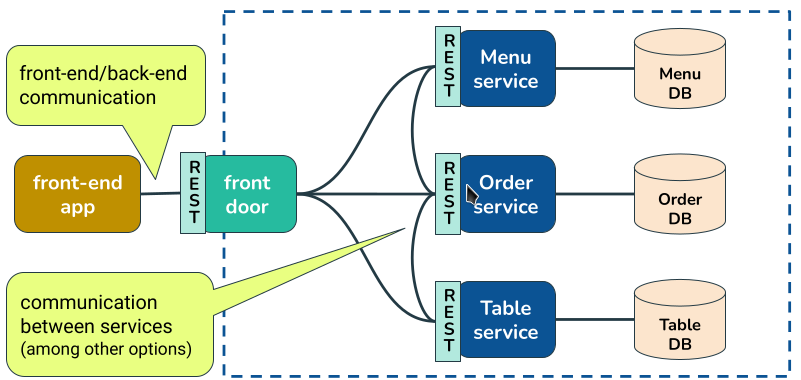 front-end/back-end
communication
front-end
app
REST
front
door
communication
between services
(among other options)
REST
Menu
service
Menu
DB
REST
Order
service
Order
DB
REST
Table
service
Table
DB